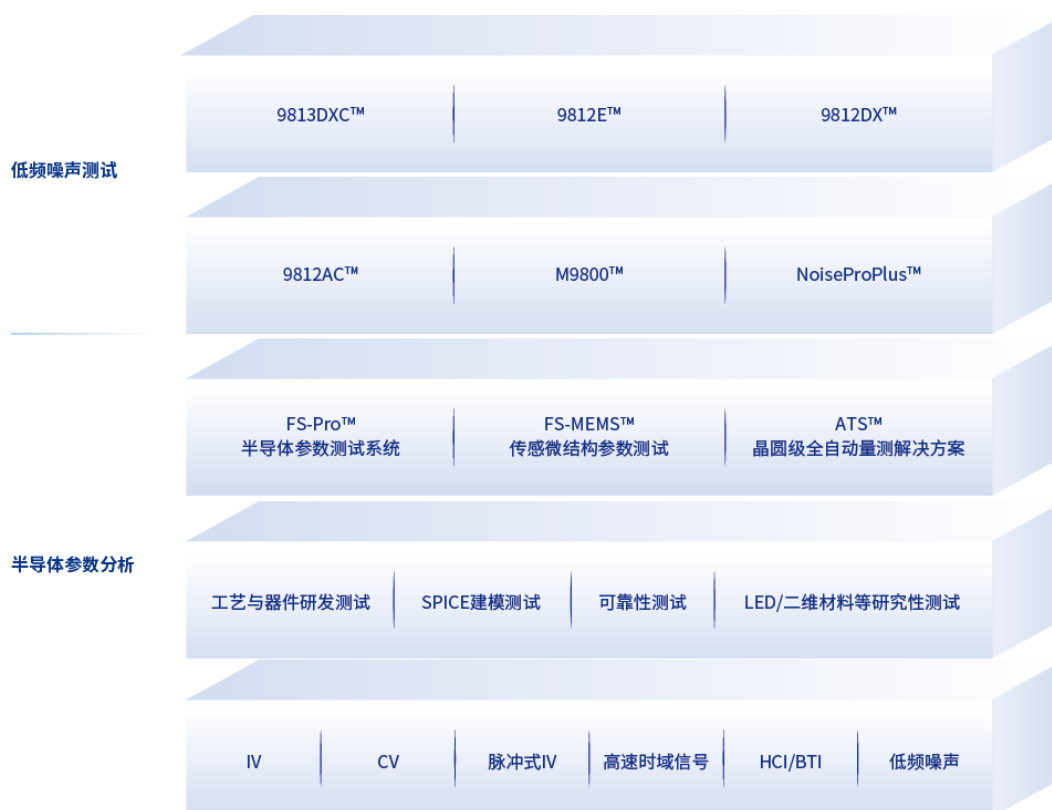 9813DXC™
9812E™
9812DX™
低频噪声测试
9812AC™
M9800™
NoiseProPlus™
FS-Pro™
半导体参数测试系统
FS-MEMS™
传感微结构参数测试
ATS™
晶圆级全自动量测解决方案
半导体参数分析
工艺与器件研发测试
SPICE建模测试
可靠性测试
LED/二维材料等研究性测试
IV
CV
脉冲式IV
高速时域信号
HCI/BTI
低频噪声